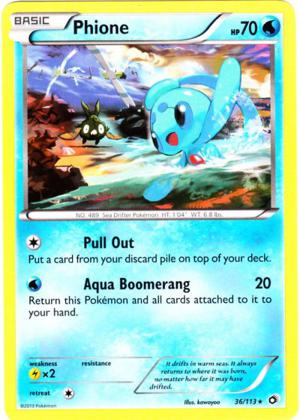 BASIC
Phione
HP70
NO. 489 Sea Drifter Pokémon. HT. 1'04" WT. 6.8 lbs.
Pull Out
Put a card from your discard pile on top of your deck.
Aqua Boomerang 20
Return this Pokémon and all cards attached to it to
your hand.
weakness resistance
×2
retreat
It drifts in warm seas. It always
returns to where it was born,
no matter how far it may have
drifted.
Illus. kawayoo
36/113 ★
©2013 Pokémon